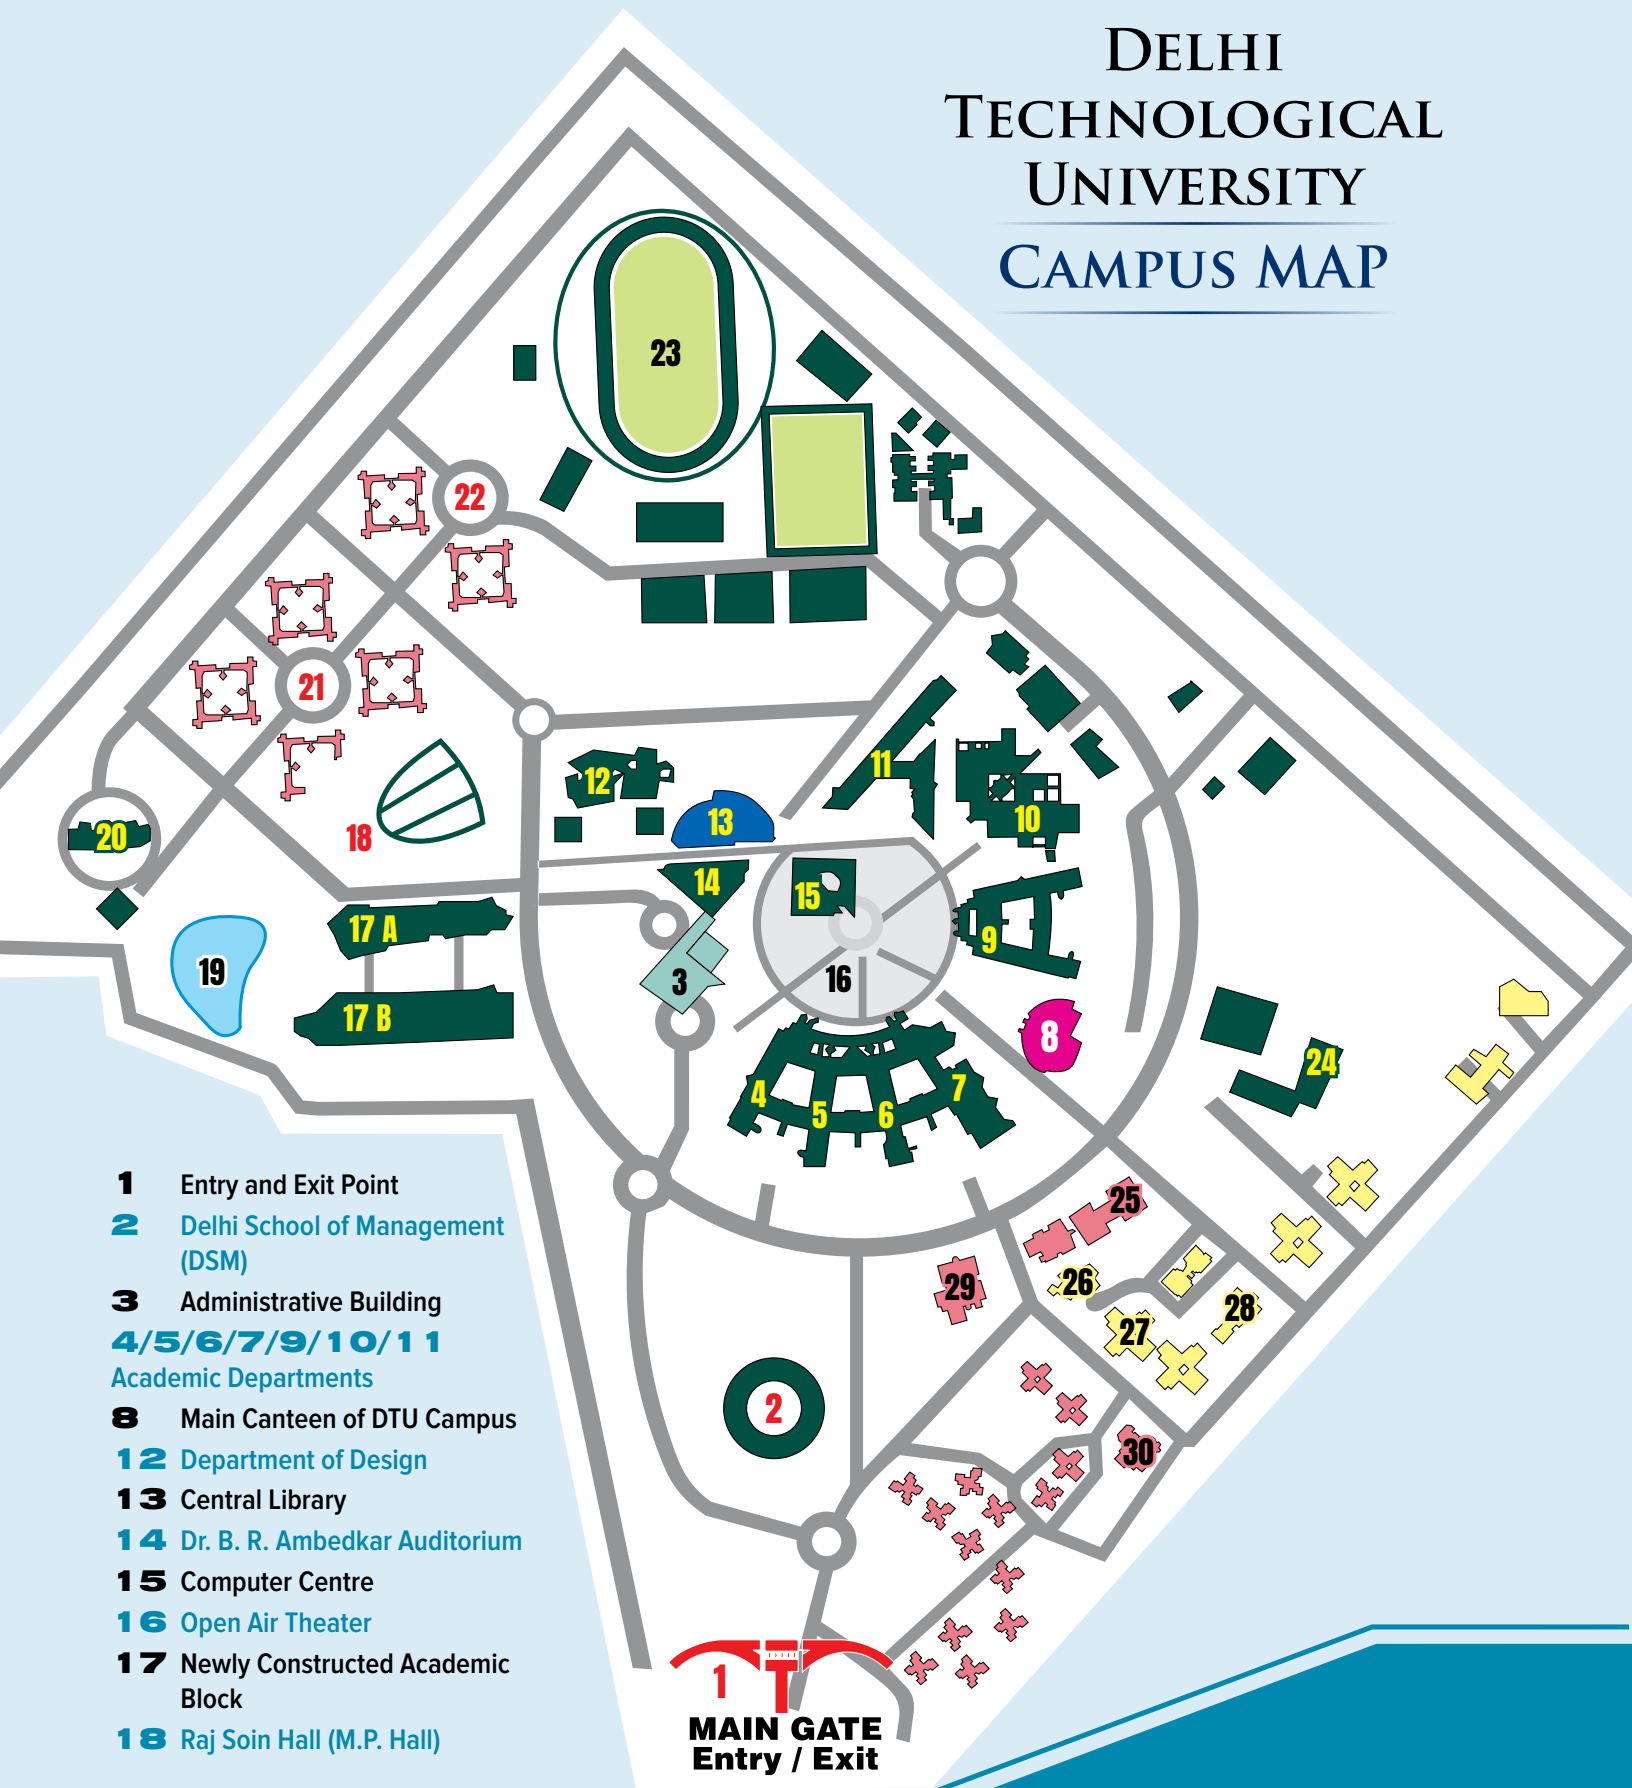 DELHI
TECHNOLOGICAL
UNIVERSITY
CAMPUS MAP
23
22
21
20
18
19
17 A
17 B
12
13
14
15
11
10
9
3
16
8
4
5
6
7
24
25
26
27
28
29
30
2
1 Entry and Exit Point
2 Delhi School of Management
(DSM)
3 Administrative Building
4/5/6/7/9/10/11
Academic Departments
8 Main Canteen of DTU Campus
12 Department of Design
13 Central Library
14 Dr. B. R. Ambedkar Auditorium
15 Computer Centre
16 Open Air Theater
17 Newly Constructed Academic
Block
18 Raj Soin Hall (M.P. Hall)
1
MAIN GATE
Entry / Exit